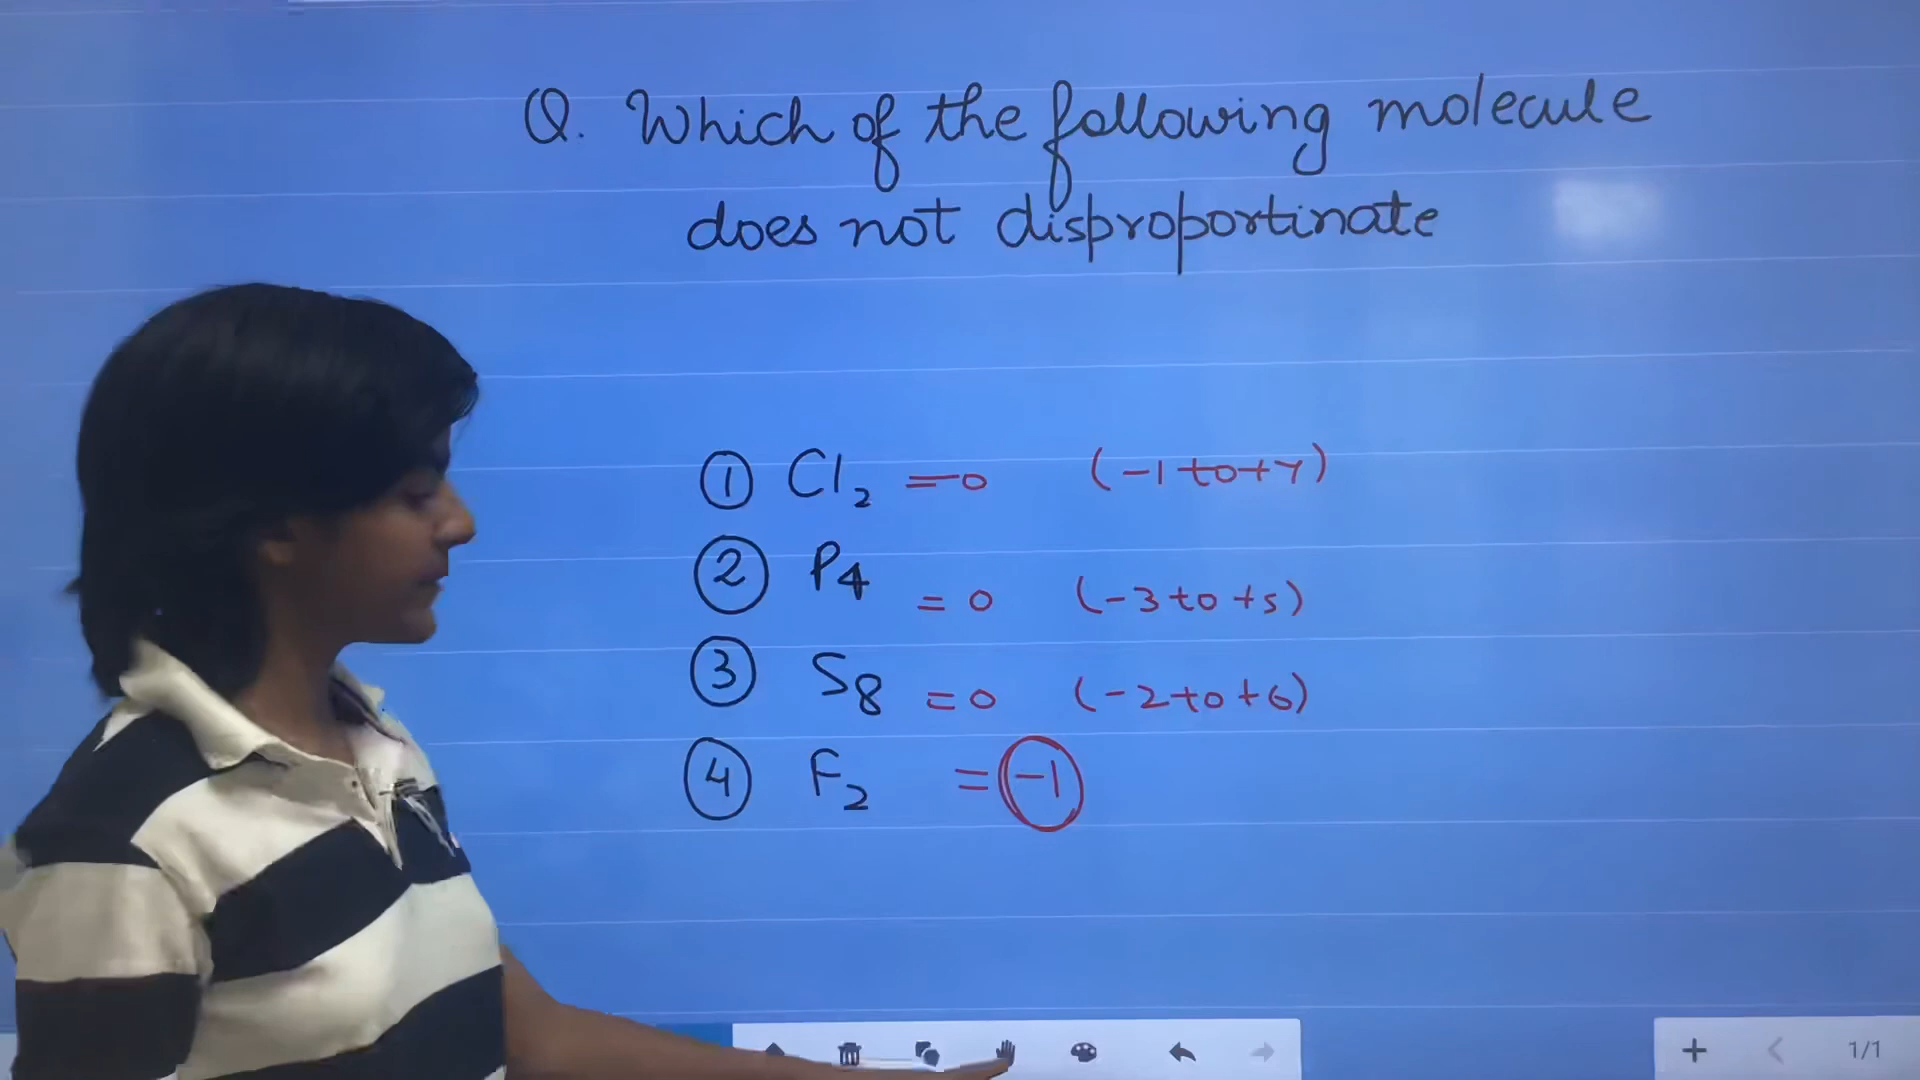 Q. Which of the following molecule
does not disproportinate
① Cl₂ = 0 (-1 to +7)
② P₄ = 0 (-3 to +5)
③ S₈ = 0 (-2 to +6)
④ F₂ = -1
1/1